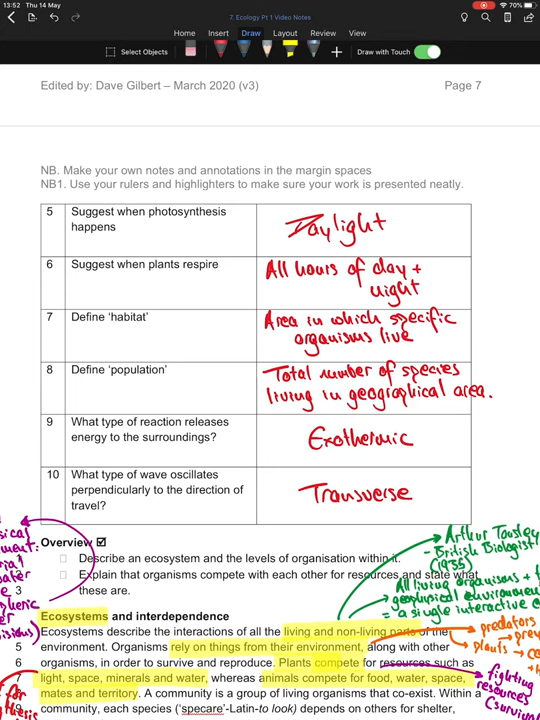 13:52 Thu 14 May
70%
7. Ecology Pt 1 Video Notes
Home Insert Draw Layout Review View
Select Objects
Draw with Touch
Edited by: Dave Gilbert – March 2020 (v3) Page 7
NB. Make your own notes and annotations in the margin spaces
NB1. Use your rulers and highlighters to make sure your work is presented neatly.
5 Suggest when photosynthesis happens
Daylight
6 Suggest when plants respire
All hours of day +
night
7 Define ‘habitat’
Area in which specific
organisms live
8 Define ‘population’
Total number of species
living in geographical area.
9 What type of reaction releases
energy to the surroundings?
Exothermic
10 What type of wave oscillates
perpendicularly to the direction of
travel?
Transverse
Overview ☑
Describe an ecosystem and the levels of organisation within it.
Explain that organisms compete with each other for resources and state what
3 these are.
Arthur Tansley
- British Biologist
(1935)
All living organisms +
geophysical environment
= a single interactive
Ecosystems and interdependence
Ecosystems describe the interactions of all the living and non-living parts of the
5 environment. Organisms rely on things from their environment, along with other
6 organisms, in order to survive and reproduce. Plants compete for resources such as
7 light, space, minerals and water, whereas animals compete for food, water, space,
mates and territory. A community is a group of living organisms that co-exist. Within a
community, each species (‘specare’-Latin-to look) depends on others for shelter,
predators
prey
plants
fighting
resources